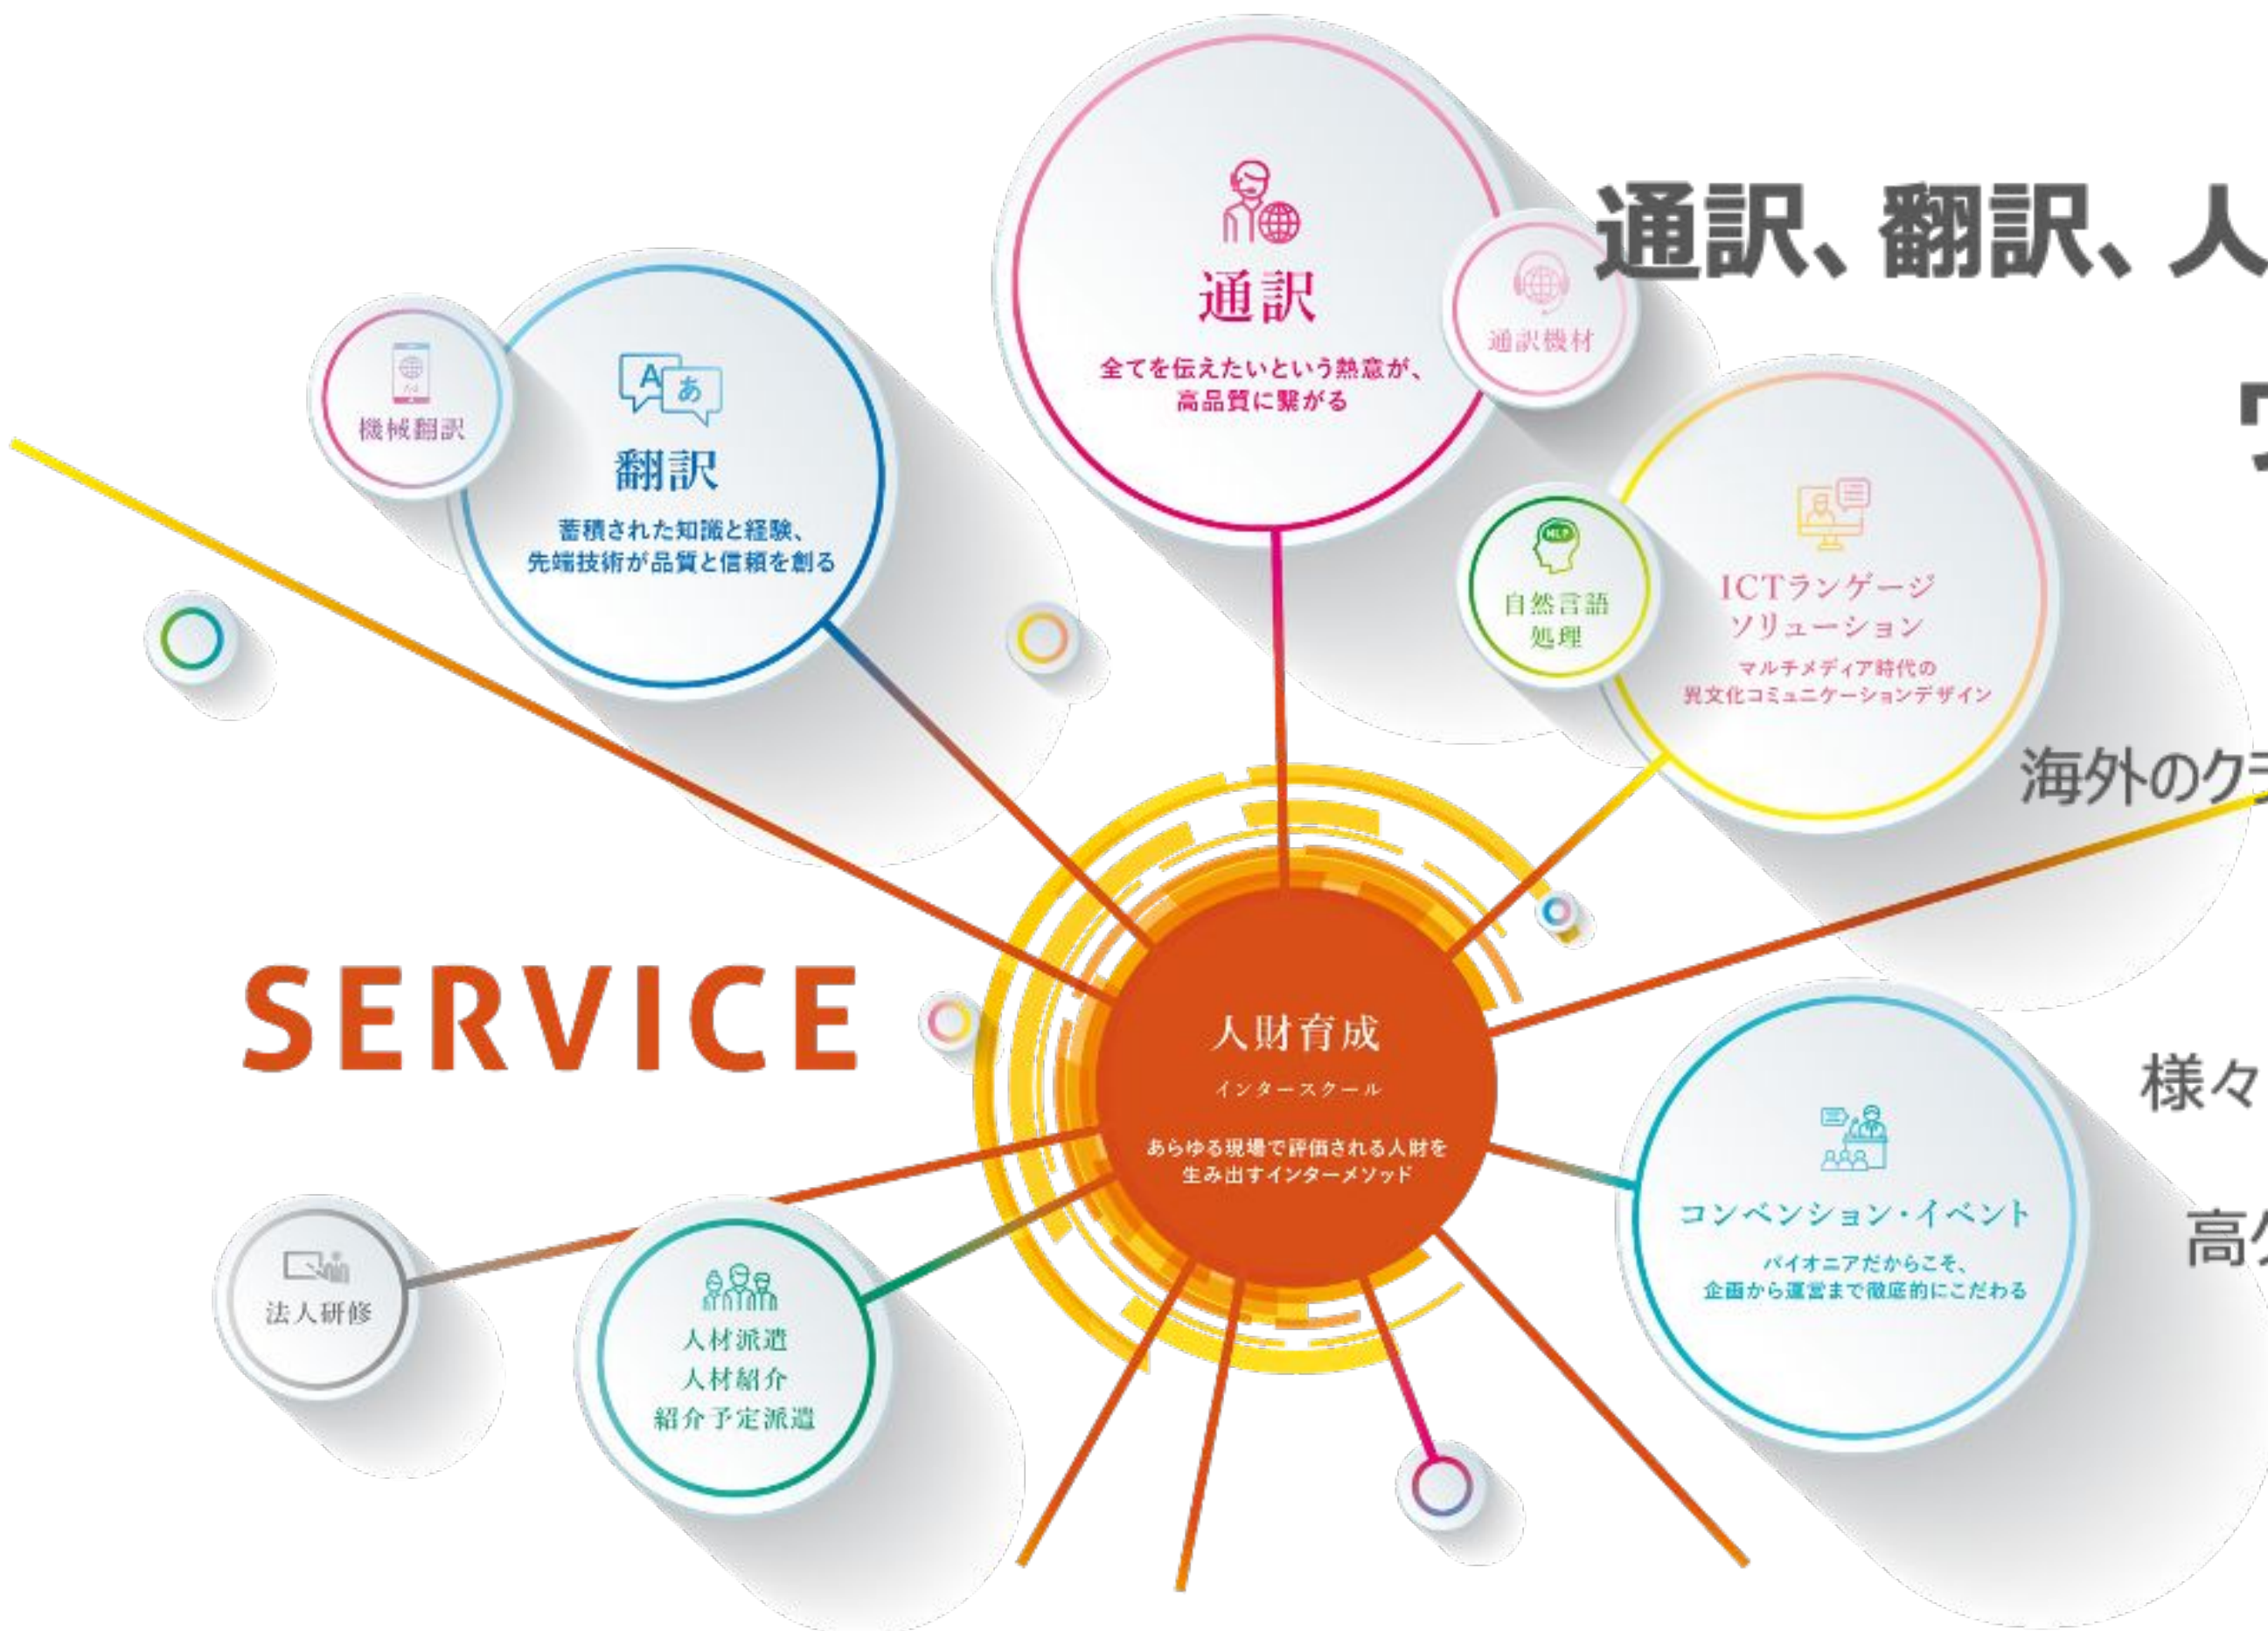 通訳
全てを伝えたいという熱意が、
高品質に繋がる
通訳機材
通訳、翻訳、人
機械翻訳
A あ
翻訳
蓄積された知識と経験、
先端技術が品質と信頼を創る
NLP
自然言語
処理
ICTランゲージ
ソリューション
マルチメディア時代の
異文化コミュニケーションデザイン
海外のク
SERVICE
人財育成
インタースクール
あらゆる現場で評価される人財を
生み出すインターメソッド
様々
コンベンション・イベント
パイオニアだからこそ、
企画から運営まで徹底的にこだわる
高
法人研修
人材派遣
人材紹介
紹介予定派遣